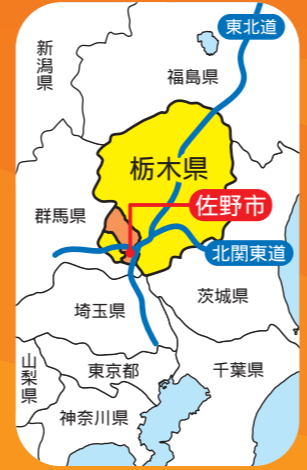 東北道
新潟県
福島県
栃木県
佐野市
群馬県
北関東道
茨城県
埼玉県
山梨県
東京都
千葉県
神奈川県